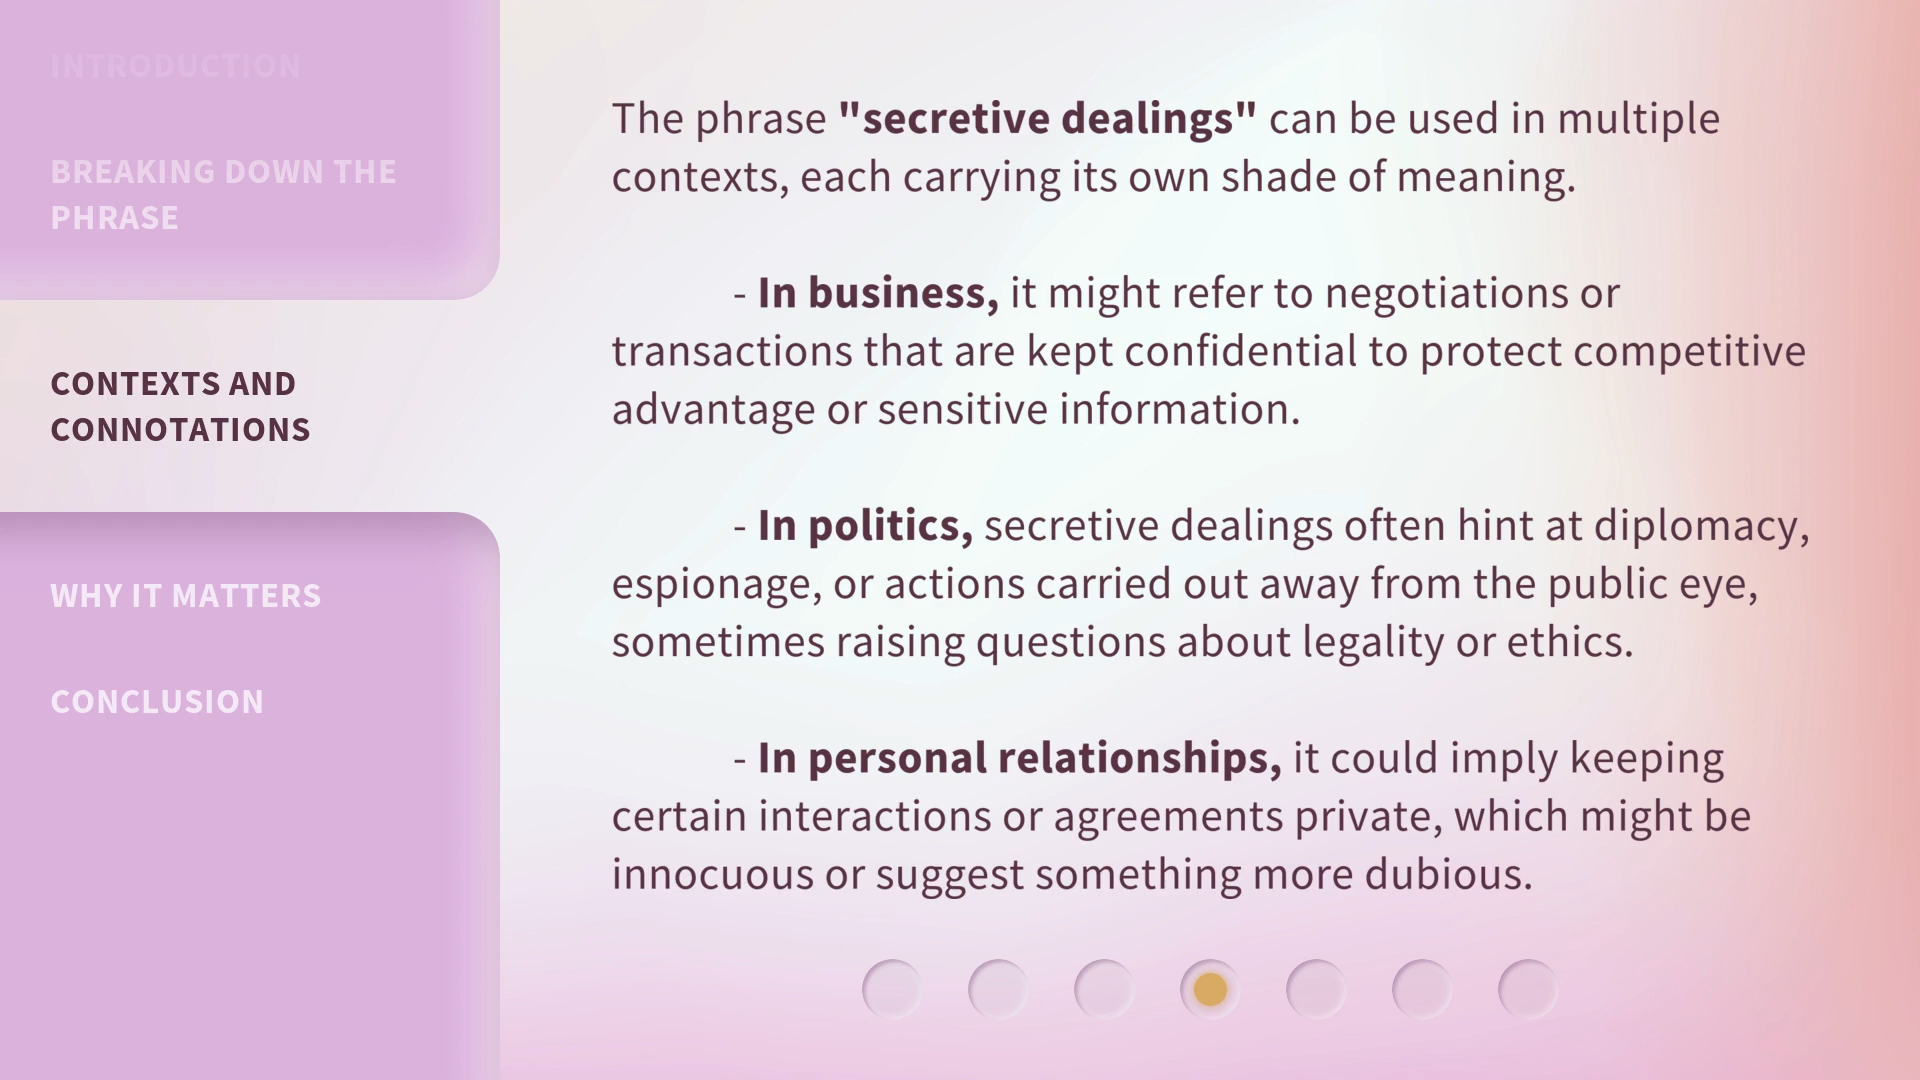 INTRODUCTION
BREAKING DOWN THE
PHRASE
CONTEXTS AND
CONNOTATIONS
WHY IT MATTERS
CONCLUSION
The phrase "secretive dealings" can be used in multiple
contexts, each carrying its own shade of meaning.
- In business, it might refer to negotiations or
transactions that are kept confidential to protect competitive
advantage or sensitive information.
- In politics, secretive dealings often hint at diplomacy,
espionage, or actions carried out away from the public eye,
sometimes raising questions about legality or ethics.
- In personal relationships, it could imply keeping
certain interactions or agreements private, which might be
innocuous or suggest something more dubious.